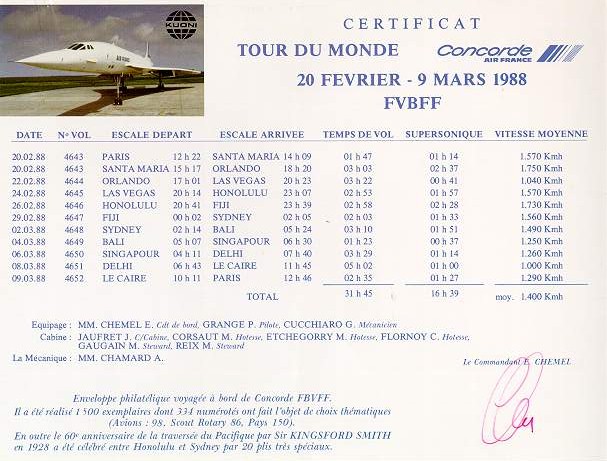 KUONI
CERTIFICAT
TOUR DU MONDE Concorde
AIR FRANCE
20 FEVRIER - 9 MARS 1988
FVBFF
DATE N° VOL ESCALE DEPART ESCALE ARRIVEE TEMPS DE VOL SUPERSONIQUE VITESSE MOYENNE
20.02.88 4643 PARIS 12 h 22 SANTA MARIA 14 h 09 01 h 47 01 h 14 1.570 Kmh
20.02.88 4643 SANTA MARIA 15 h 17 ORLANDO 18 h 20 03 h 03 02 h 37 1.750 Kmh
22.02.88 4644 ORLANDO 17 h 01 LAS VEGAS 20 h 23 03 h 22 00 h 41 1.040 Kmh
24.02.88 4645 LAS VEGAS 20 h 14 HONOLULU 23 h 07 02 h 53 01 h 57 1.570 Kmh
26.02.88 4646 HONOLULU 20 h 41 FIJI 23 h 39 02 h 58 02 h 28 1.730 Kmh
29.02.88 4647 FIJI 00 h 02 SYDNEY 02 h 05 02 h 03 01 h 33 1.560 Kmh
02.03.88 4648 SYDNEY 02 h 14 BALI 05 h 24 03 h 10 01 h 51 1.490 Kmh
04.03.88 4649 BALI 05 h 07 SINGAPOUR 06 h 30 01 h 23 00 h 37 1.250 Kmh
06.03.88 4650 SINGAPOUR 04 h 11 DELHI 07 h 40 03 h 29 01 h 14 1.260 Kmh
08.03.88 4651 DELHI 06 h 43 LE CAIRE 11 h 45 05 h 02 01 h 00 1.000 Kmh
09.03.88 4652 LE CAIRE 10 h 11 PARIS 12 h 46 02 h 35 01 h 27 1.290 Kmh
TOTAL 31 h 45 16 h 39 moy. 1.400 Kmh
Equipage : MM. CHEMEL E. Cdt de bord, GRANGE P. Pilote, CUCCHIARO G. Mécanicien
Cabine : JAUFRET J. C/Cabine, CORSAUT M. Hotesse, ETCHEGORRY M. Hotesse, FLORNOY C. Hotesse,
GAUGAIN M. Steward, REIX M. Steward
La Mécanique : MM. CHAMARD A.
Le Commandant E. CHEMEL
Enveloppe philatélique voyagée à bord de Concorde FBVFF.
Il a été réalisé 1 500 exemplaires dont 334 numérotés ont fait l'objet de choix thématiques
(Avions : 98, Scout Rotary 86, Pays 150).
En outre le 60e anniversaire de la traversée du Pacifique par Sir KINGSFORD SMITH
en 1928 a été célébré entre Honolulu et Sydney par 20 plis très spéciaux.